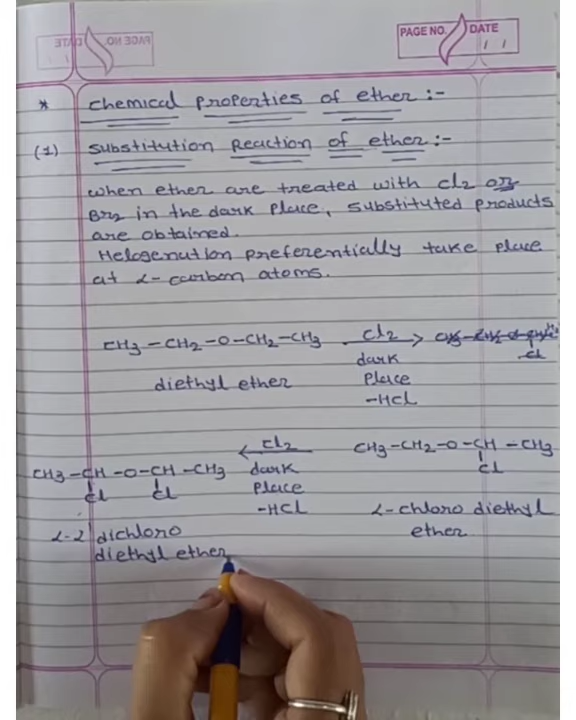 PAGE NO. DATE
* Chemical properties of ether :-
(1) Substitution Reaction of ether :-
when ether are treated with Cl2 or
Br2 in the dark place, substituted products
are obtained.
Helogenution preferentially take place
at α-carbon atoms.
CH3-CH2-O-CH2-CH3 Cl2 >
dark
diethyl ether place
-HCl
Cl2 CH3-CH2-O-CH-CH3
CH3-CH-O-CH-CH3 dark Cl
Cl Cl place
-HCl α-chloro diethyl
α-α' dichloro ether
diethyl ether